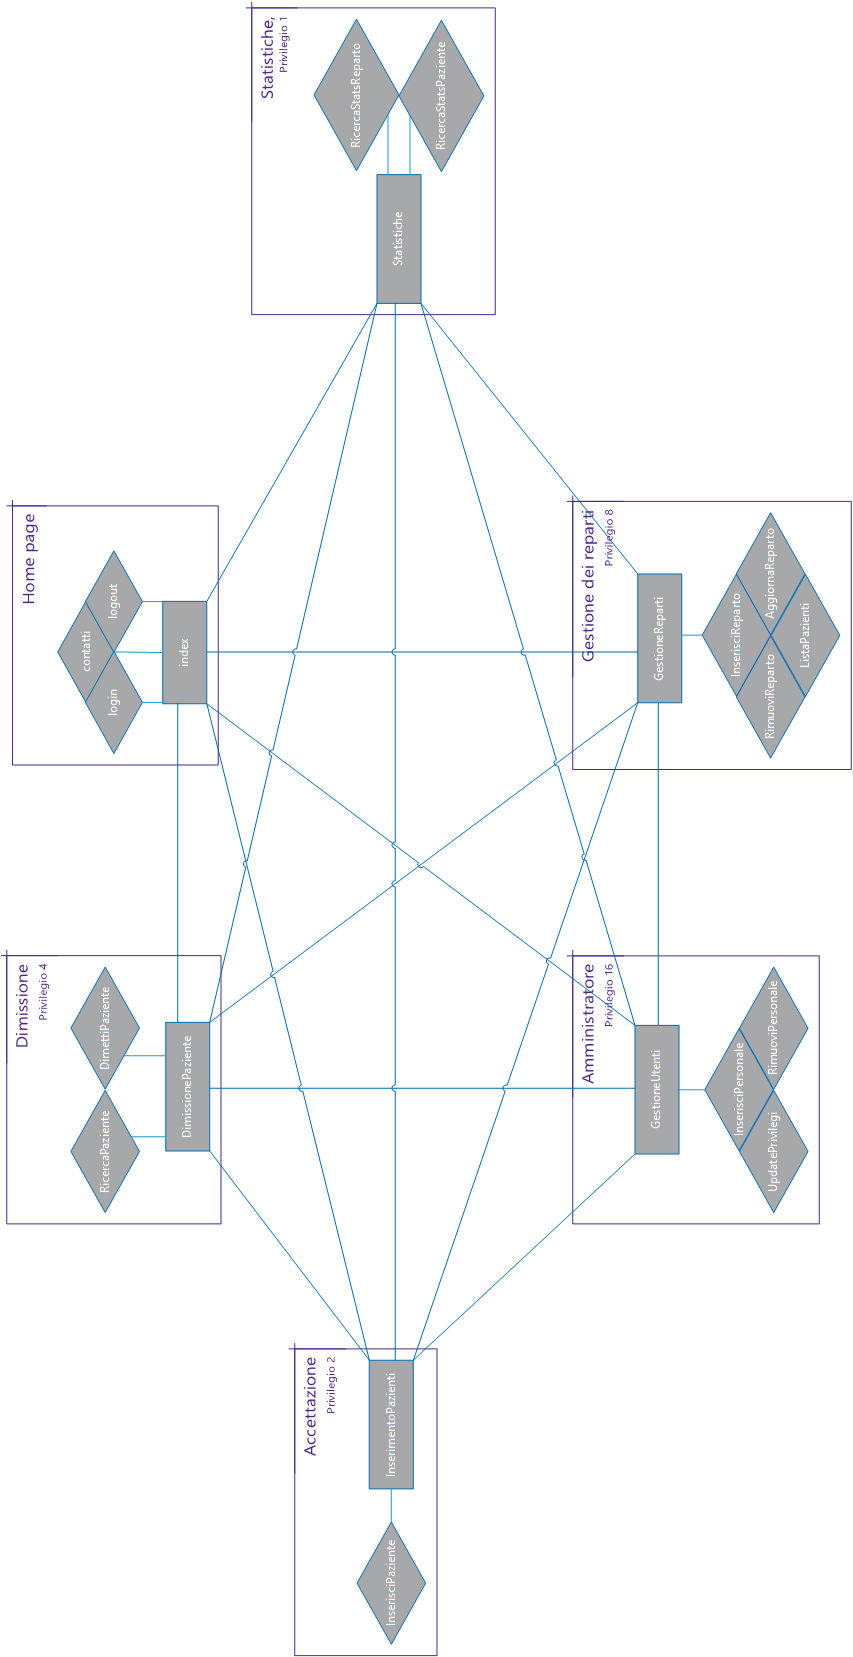 Statistiche,
Privilegio 1
RicercaStatsReparto
RicercaStatsPaziente
Statistiche
Home page
logout
contatti
login
index
Gestione dei reparti
Privilegio 8
GestioneReparti
AggiornaReparto
InserisciReparto
ListaPazienti
RimuoviReparto
Dimissione
Privilegio 4
DimettiPaziente
RicercaPaziente
DimissionePaziente
Amministratore
Privilegio 16
GestioneUtenti
RimuoviPersonale
InserisciPersonale
UpdatePrivilegi
Accettazione
Privilegio 2
InserimentoPazienti
InserisciPaziente